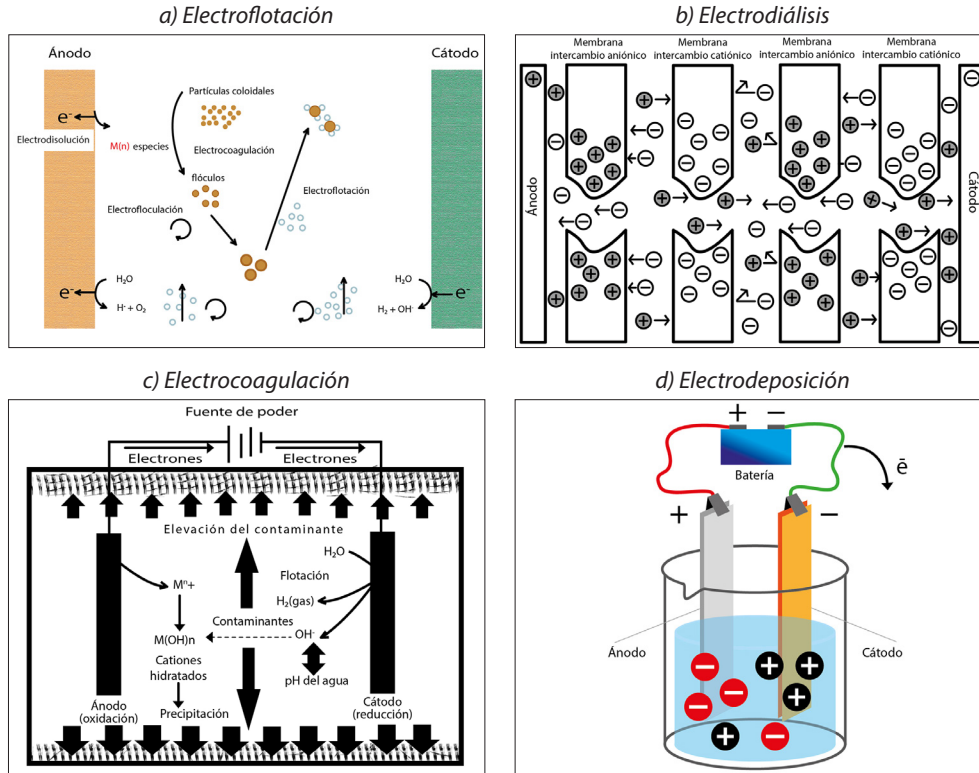 a) Electroflotación
Ánodo
Cátodo
e-
Electrodisolución
M(n) especies
Partículas coloidales
Electrocoagulación
flóculos
Electrofloculación
Electroflotación
H₂O
e-
H⁺ + O₂
H₂O
e-
H₂ + OH⁻
b) Electrodiálisis
Membrana
intercambio aniónico
Membrana
intercambio catiónico
Membrana
intercambio aniónico
Membrana
intercambio catiónico
Ánodo
Cátodo
c) Electrocoagulación
Fuente de poder
Electrones
Electrones
Elevación del contaminante
H₂O
Mⁿ+
Flotación
H₂(gas)
Contaminantes
M(OH)n
OH⁻
Cationes
hidratados
pH del agua
Precipitación
Ánodo
(oxidación)
Cátodo
(reducción)
d) Electrodeposición
+ −
Batería
ē
+
−
Ánodo
Cátodo